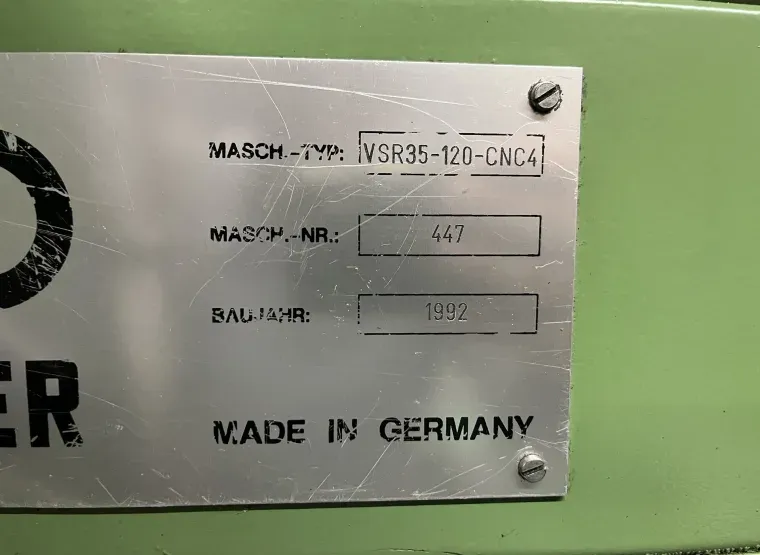 MASCH.-TYP: VSR35-120-CNC4
MASCH.-NR.: 447
BAUJAHR: 1992
ER
MADE IN GERMANY